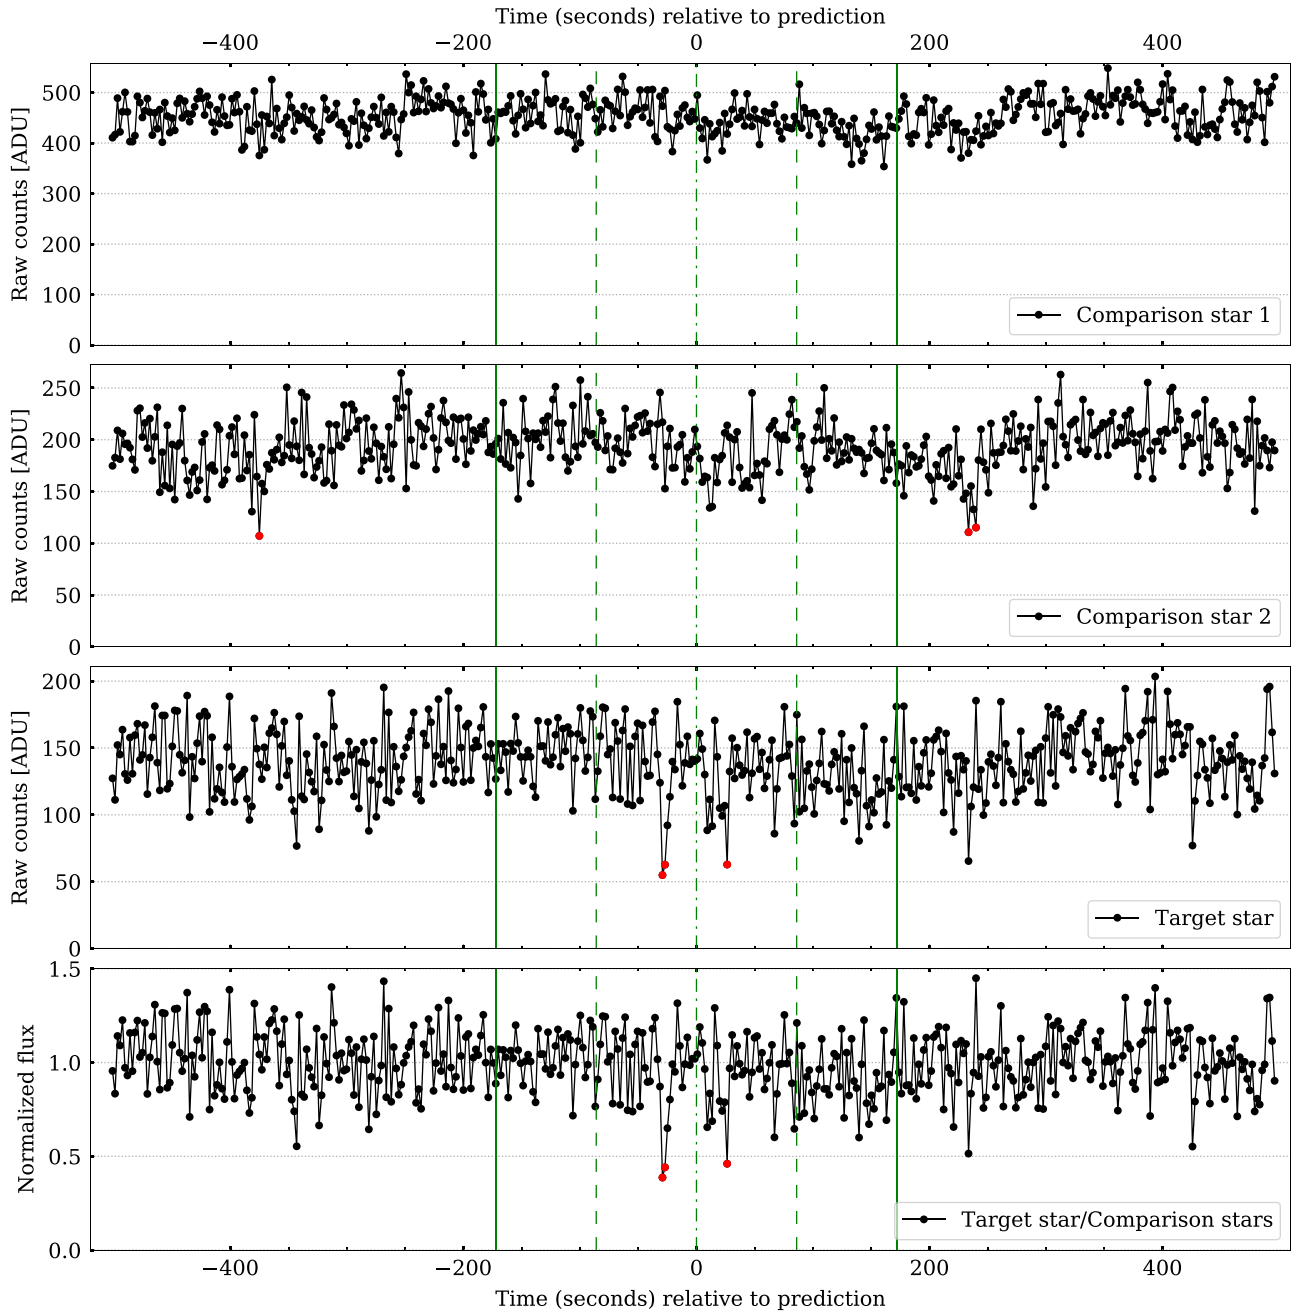 Time (seconds) relative to prediction
−400 −200 0 200 400
Raw counts [ADU]
500
400
300
200
100
0
Comparison star 1
Raw counts [ADU]
250
200
150
100
50
0
Comparison star 2
Raw counts [ADU]
200
150
100
50
0
Target star
Normalized flux
1.5
1.0
0.5
0.0
Target star/Comparison stars
−400 −200 0 200 400
Time (seconds) relative to prediction